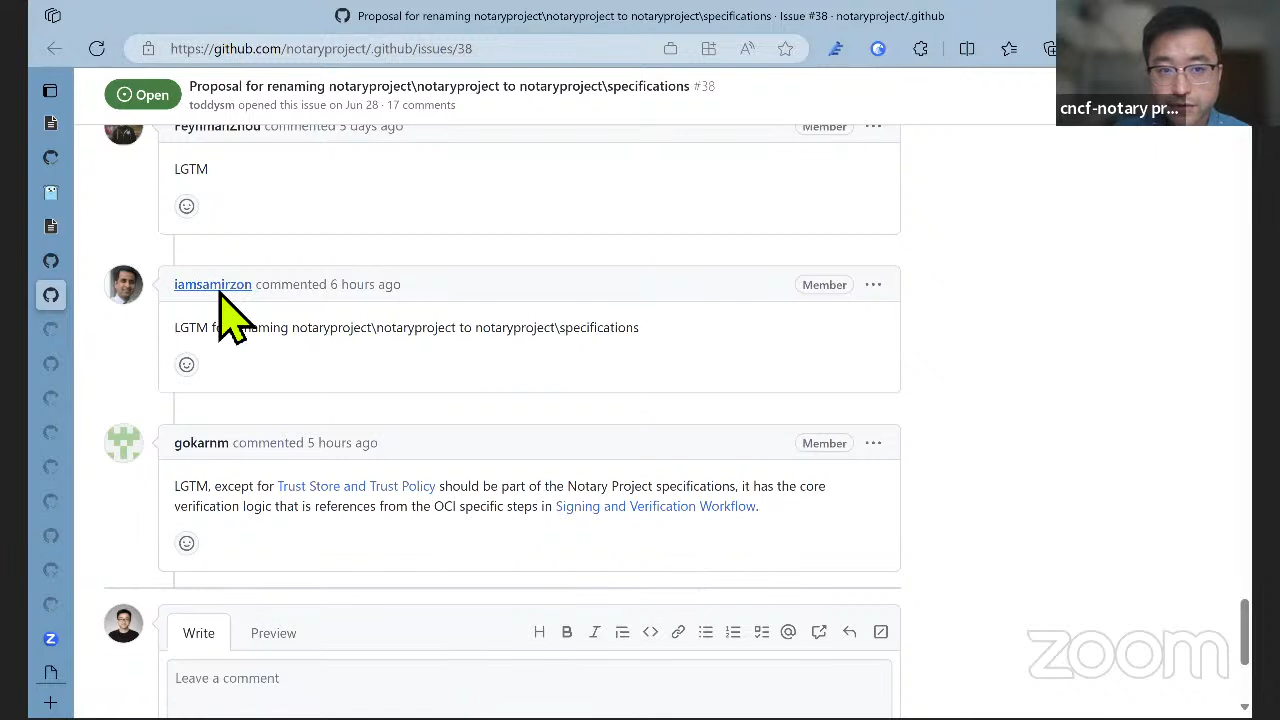 Proposal for renaming notaryproject\notaryproject to notaryproject\specifications · Issue #38 - notaryproject/.github
https://github.com/notaryproject/.github/issues/38
cncf-notary pr...
Open
Proposal for renaming notaryproject\notaryproject to notaryproject\specifications #38
toddysm opened this issue on Jun 28 · 17 comments
FeynmanZhou commented 5 days ago
Member
LGTM
iamsamirzon commented 6 hours ago
Member
LGTM renaming notaryproject\notaryproject to notaryproject\specifications
gokarnm commented 5 hours ago
Member
LGTM, except for Trust Store and Trust Policy should be part of the Notary Project specifications, it has the core
verification logic that is references from the OCI specific steps in Signing and Verification Workflow.
Write
Preview
Leave a comment
zoom